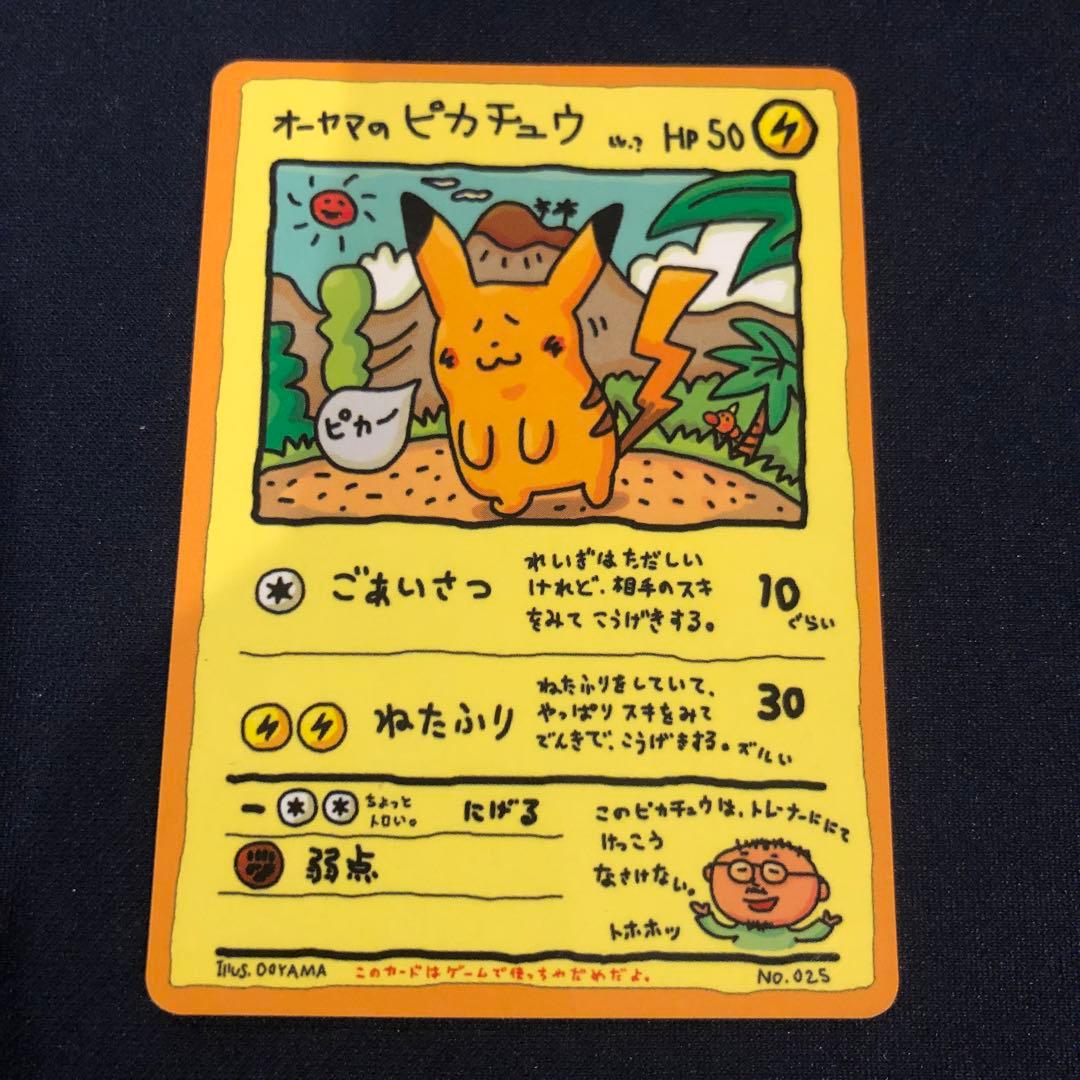 オーヤマの ピカチュウ Lv.? HP 50
ピカー
ごあいさつ
れいぎはただしい
けれど、相手のスキ
をみて こうげきする。
10
ぐらい
ねたふり
ねたふりをしていて、
やっぱり スキをみて
でんきで、こうげきする。ズルい
30
ー ちょっと
トロい。
にげる
弱点
このピカチュウは、トレーナーににて
けっこう
なさけない。
トホホッ
Illus. OOYAMA このカードはゲームで使っちゃだめだよ。 No. 025